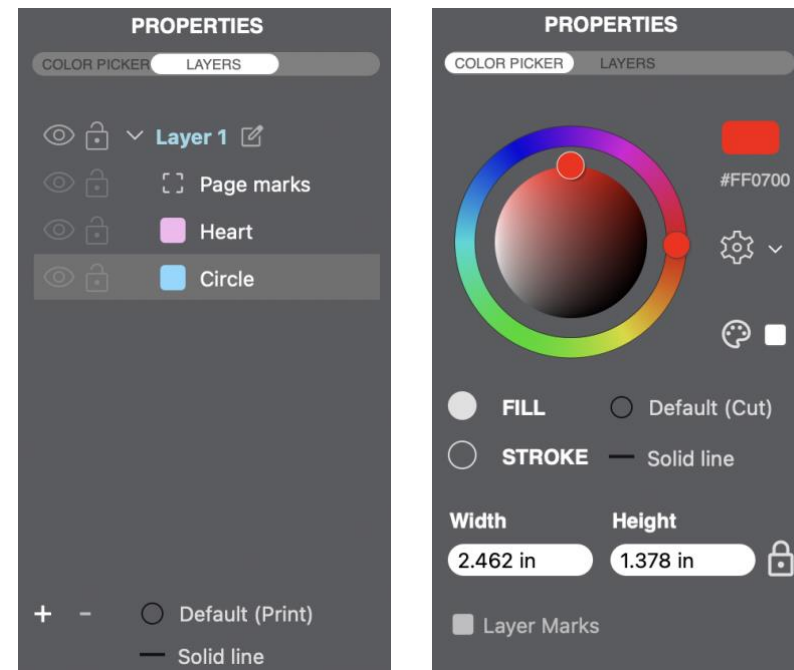 PROPERTIES
COLOR PICKER LAYERS
Layer 1
Page marks
Heart
Circle
Default (Print)
Solid line
PROPERTIES
COLOR PICKER LAYERS
#FF0700
FILL Default (Cut)
STROKE Solid line
Width Height
2.462 in 1.378 in
Layer Marks